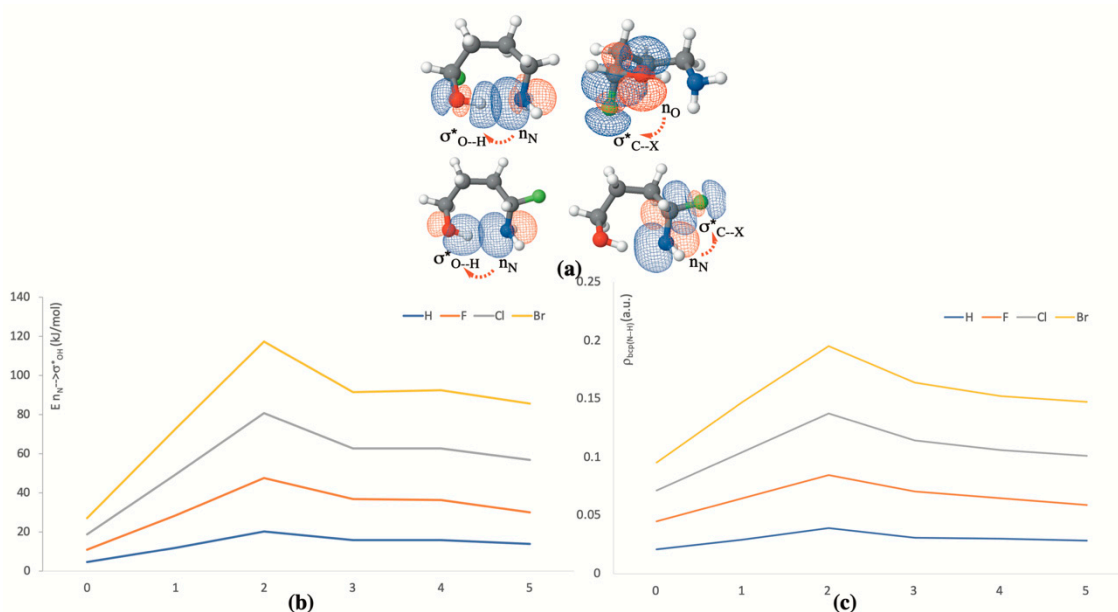 σ*O--H nN
nO
σ*C--X
σ*O--H nN
σ*C--X
nN
(a)
E nN-->σ*OH (kJ/mol)
H F Cl Br
140
120
100
80
60
40
20
0
0 1 2 3 4 5
(b)
ρbcp(N--H)(a.u.)
H F Cl Br
0.25
0.2
0.15
0.1
0.05
0
0 1 2 3 4 5
(c)